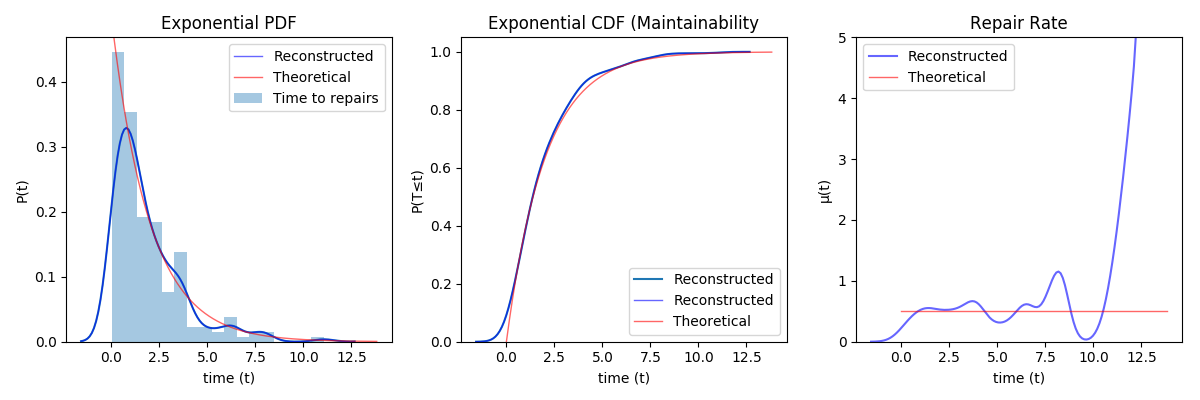 Exponential PDF
P(t)
0.4
0.3
0.2
0.1
0.0
Reconstructed
Theoretical
Time to repairs
0.0 2.5 5.0 7.5 10.0 12.5
time (t)
Exponential CDF (Maintainability
P(T≤t)
1.0
0.8
0.6
0.4
0.2
0.0
Reconstructed
Reconstructed
Theoretical
0.0 2.5 5.0 7.5 10.0 12.5
time (t)
Repair Rate
μ(t)
5
4
3
2
1
0
Reconstructed
Theoretical
0.0 2.5 5.0 7.5 10.0 12.5
time (t)